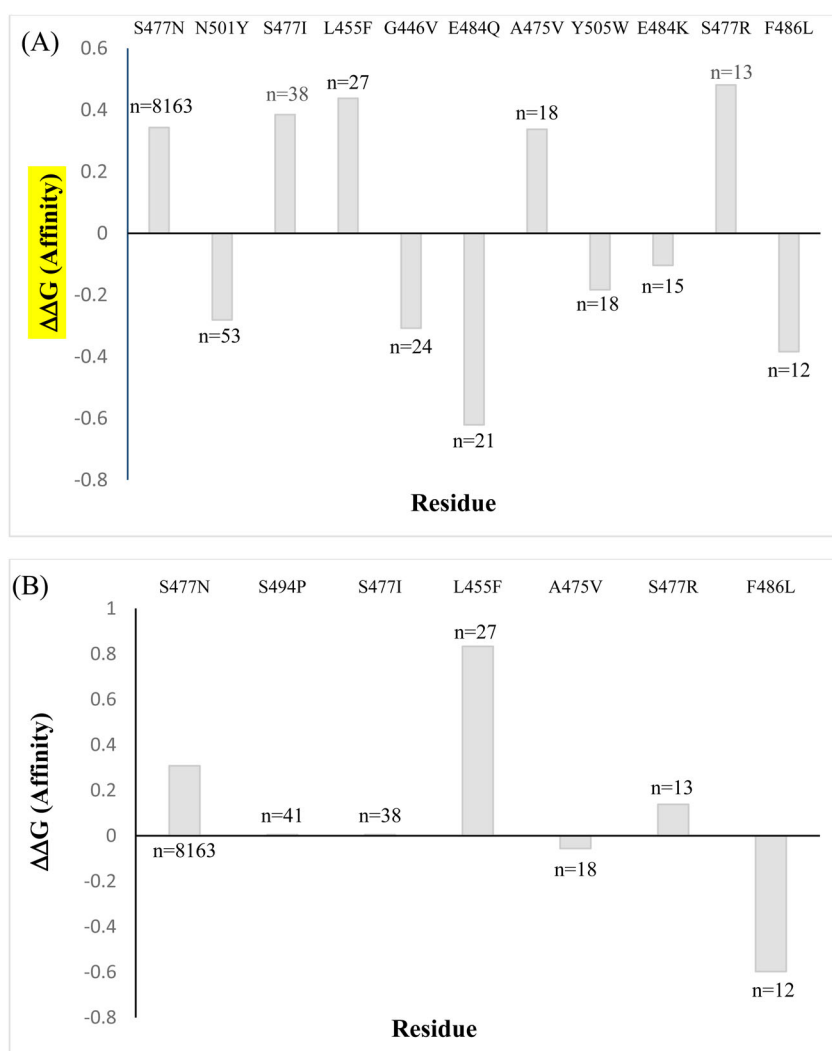 (A)
S477N N501Y S477I L455F G446V E484Q A475V Y505W E484K S477R F486L
0.6
0.4
0.2
0
-0.2
-0.4
-0.6
-0.8
ΔΔG (Affinity)
n=8163
n=53
n=38
n=27
n=24
n=21
n=18
n=18
n=15
n=13
n=12
Residue
(B)
S477N S494P S477I L455F A475V S477R F486L
1
0.8
0.6
0.4
0.2
0
-0.2
-0.4
-0.6
-0.8
ΔΔG (Affinity)
n=8163
n=41
n=38
n=27
n=18
n=13
n=12
Residue